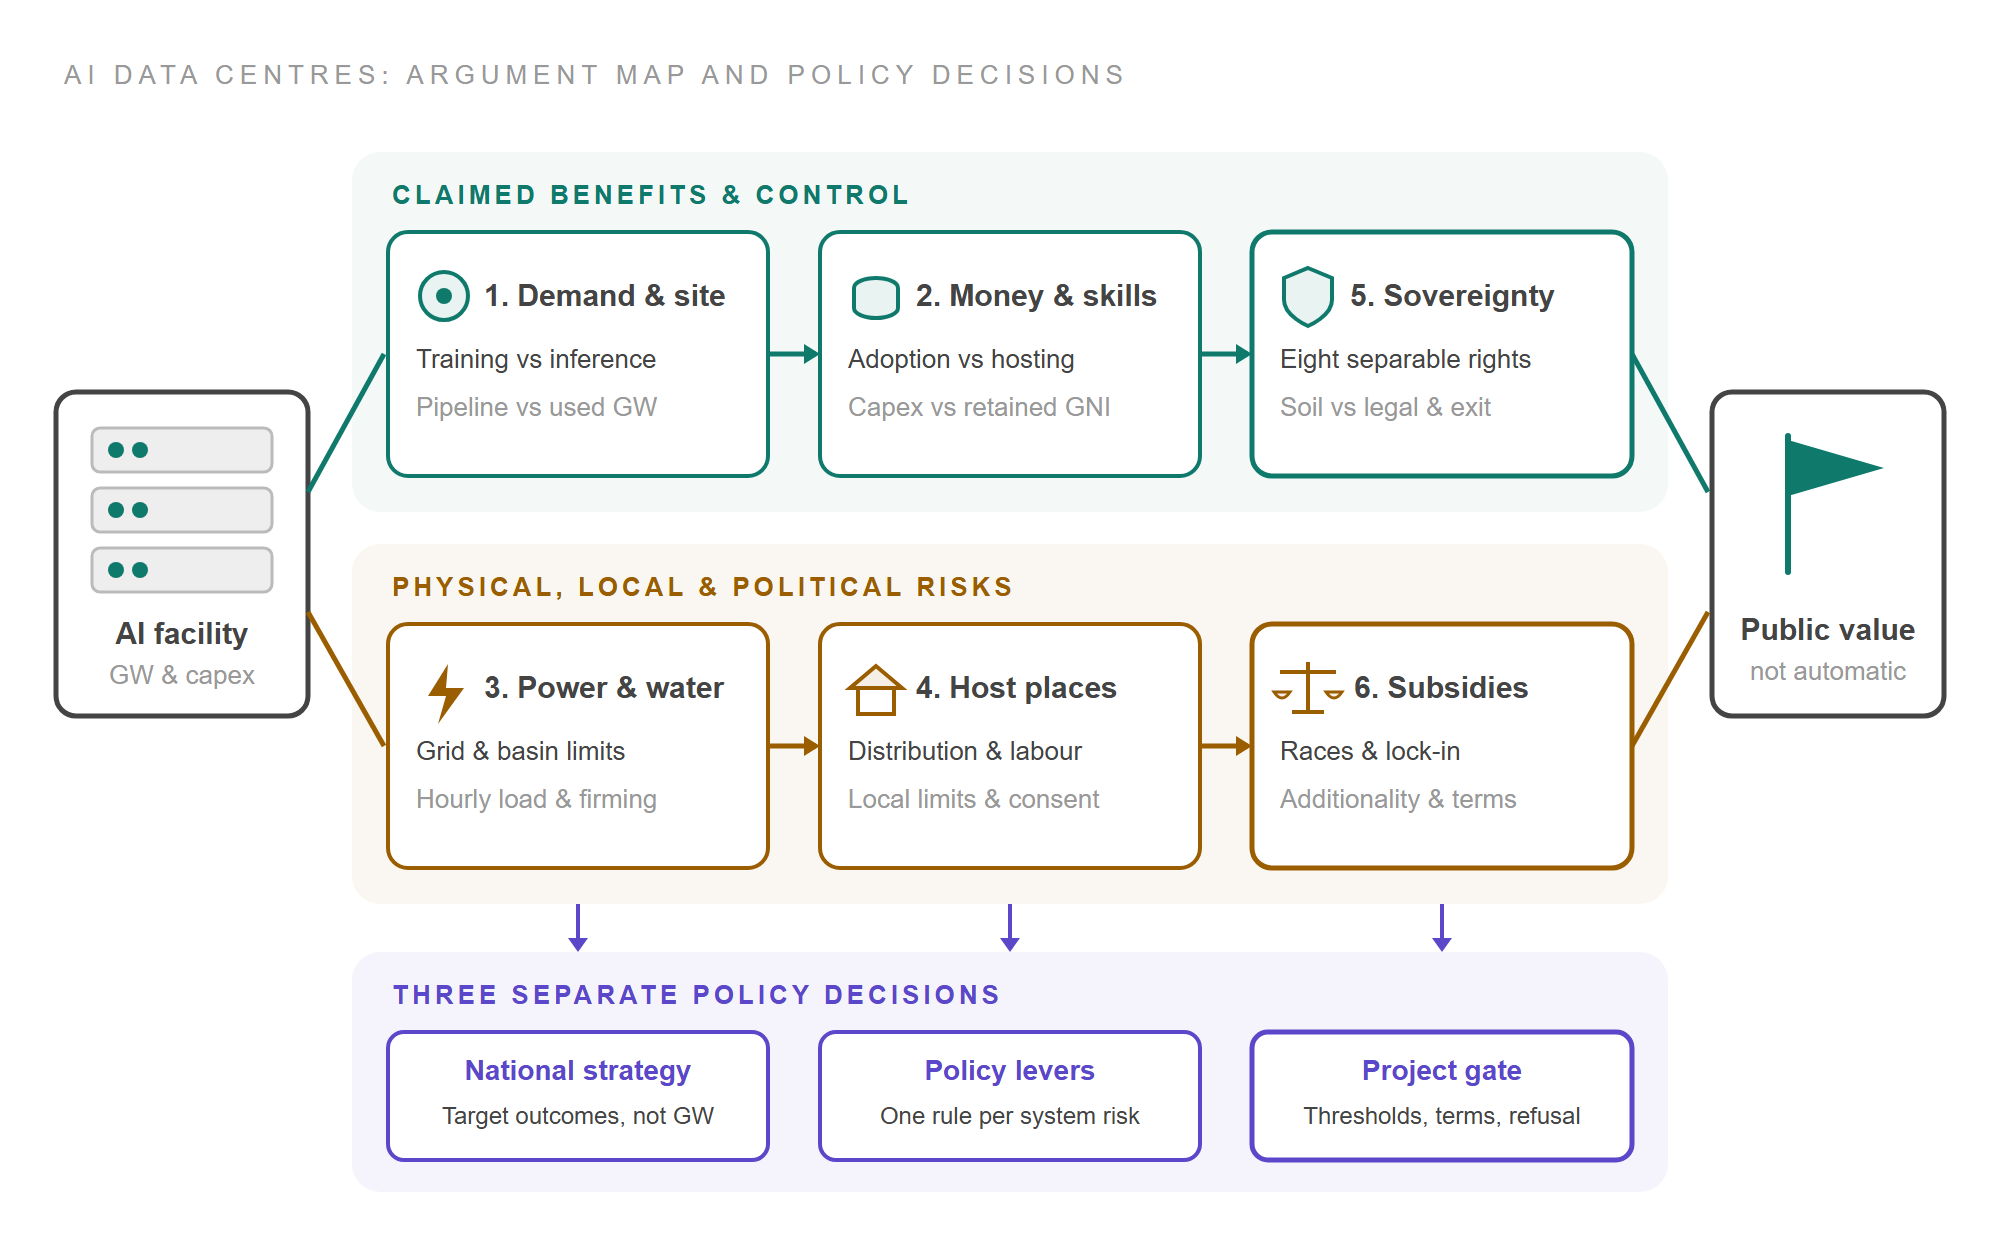 AI DATA CENTRES: ARGUMENT MAP AND POLICY DECISIONS
CLAIMED BENEFITS & CONTROL
1. Demand & site
Training vs inference
Pipeline vs used GW
2. Money & skills
Adoption vs hosting
Capex vs retained GNI
5. Sovereignty
Eight separable rights
Soil vs legal & exit
AI facility
GW & capex
PHYSICAL, LOCAL & POLITICAL RISKS
3. Power & water
Grid & basin limits
Hourly load & firming
4. Host places
Distribution & labour
Local limits & consent
6. Subsidies
Races & lock-in
Additionality & terms
Public value
not automatic
THREE SEPARATE POLICY DECISIONS
National strategy
Target outcomes, not GW
Policy levers
One rule per system risk
Project gate
Thresholds, terms, refusal